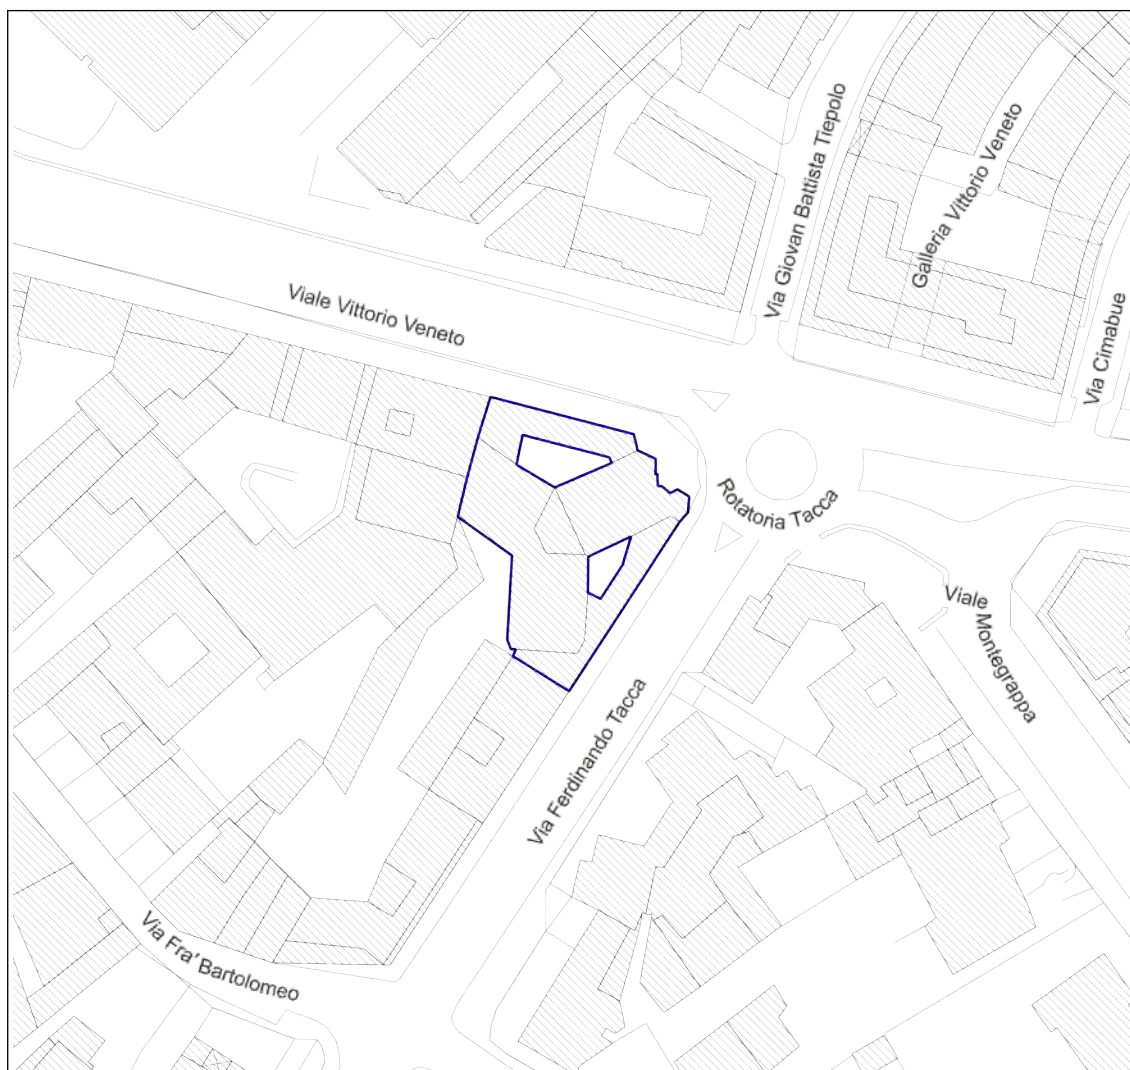 Via Giovan Battista Tiepolo
Galleria Vittorio Veneto
Viale Vittorio Veneto
Via Cimabue
Rotatoria Tacca
Viale Montegrappa
Via Ferdinando Tacca
Via Fra' Bartolomeo